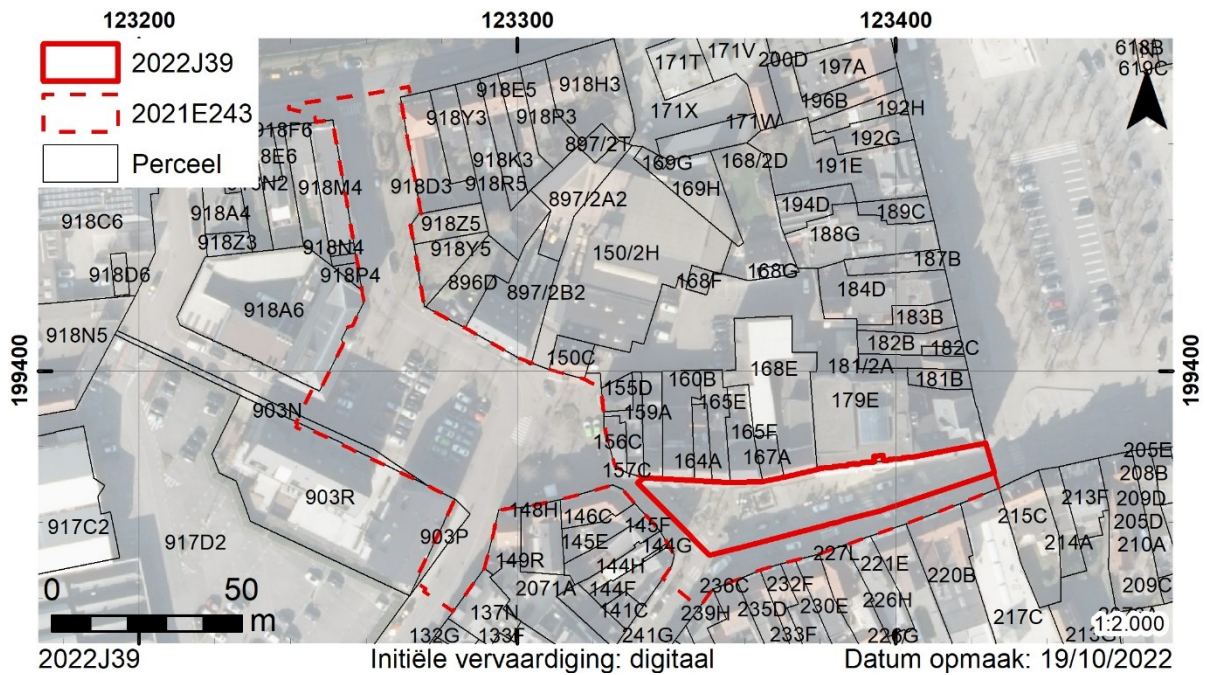 123200 123300 123400
2022J39
2021E243
Perceel
N
171V
171T
200D
197A
618B
619C
918E5
918H3
918Y3
918R3
171X
196B
192H
171W
918F6
897/2T
192G
918K3
169G
168/2D
191E
918M4
918D3
918R5
169H
897/2A2
918C6
918A4
194D
189C
918Z5
918Z3
918N4
918Y5
150/2H
188G
187B
918D6
918P4
896D
897/2B2
168F
168G
184D
918A6
183B
918N5
182B
182C
150C
199400
199400
168E
181/2A
155D
160B
181B
903N
159A
165E
179E
156C
165F
157C
164A
167A
205E
208B
903R
213F
209D
917C2
148H
146C
145F
215C
205D
917D2
903P
145E
144G
214A
210A
149R
144H
227L
221E
0 50
2071A
144F
236C
232F
220B
209C
m
137N
141C
239H
235D
230E
226H
217C
1:2.000
132G
133F
241G
233F
2022J39 Initiële vervaardiging: digitaal Datum opmaak: 19/10/2022